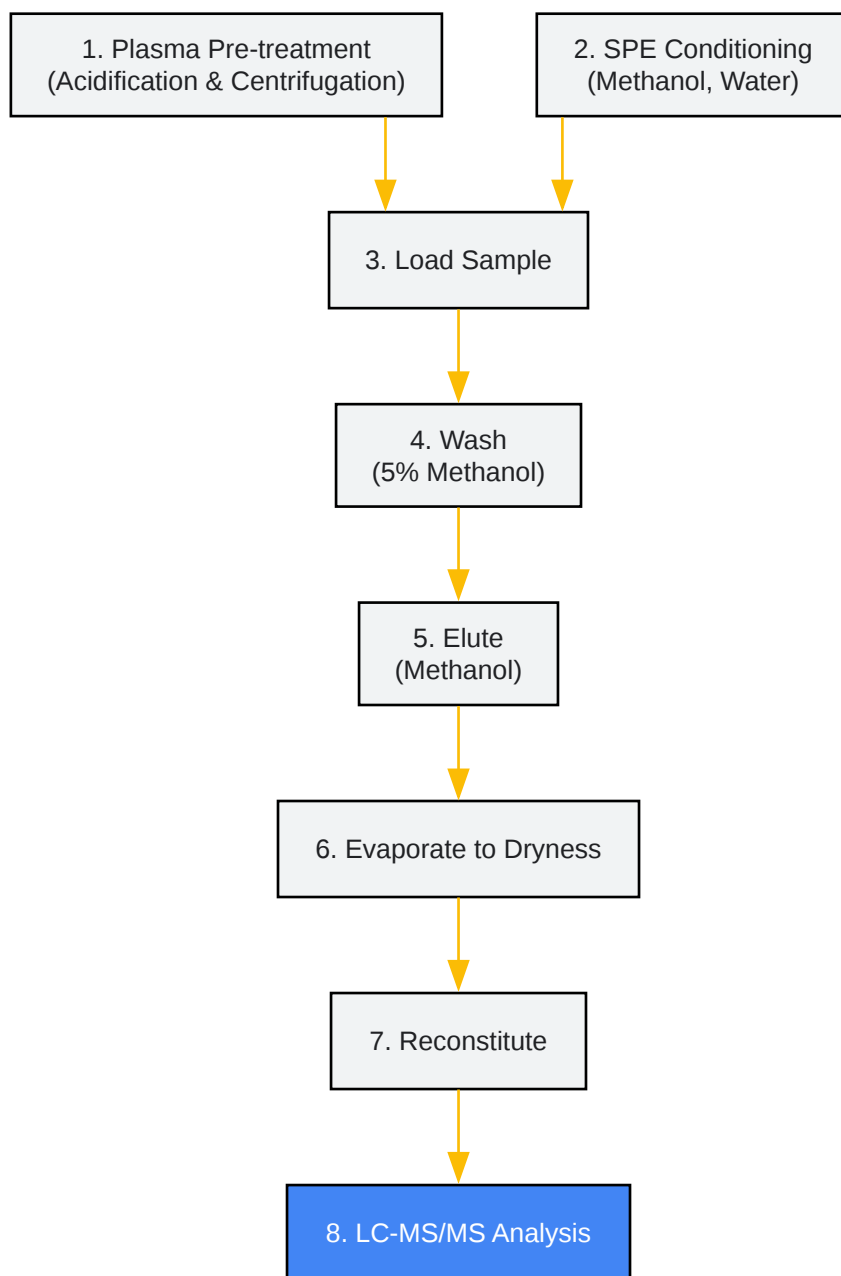 1. Plasma Pre-treatment
(Acidification & Centrifugation)
2. SPE Conditioning
(Methanol, Water)
3. Load Sample
4. Wash
(5% Methanol)
5. Elute
(Methanol)
6. Evaporate to Dryness
7. Reconstitute
8. LC-MS/MS Analysis